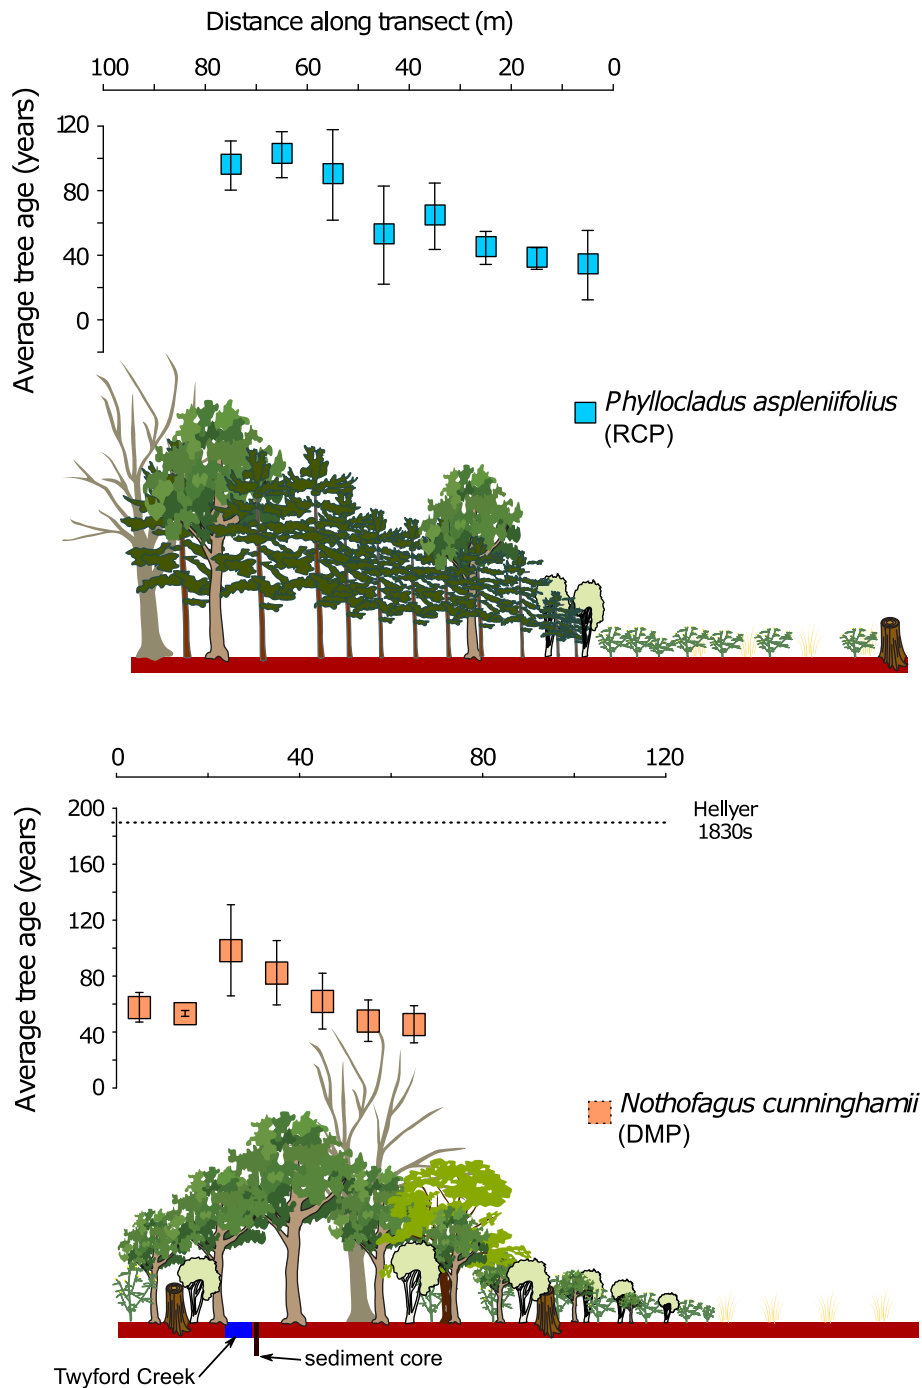 Distance along transect (m)
100 80 60 40 20 0
Average tree age (years)
120
80
40
0
Phyllocladus aspleniifolius
(RCP)
0 40 80 120
Average tree age (years)
200
160
120
80
40
0
Hellyer
1830s
Nothofagus cunninghamii
(DMP)
sediment core
Twyford Creek